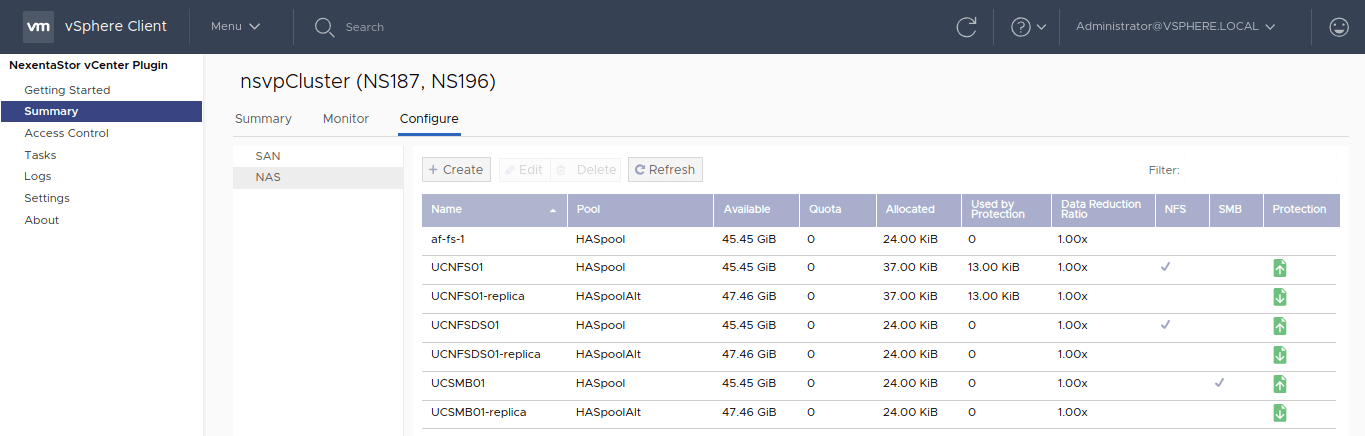 vm vSphere Client Menu Search Administrator@VSPHERE.LOCAL
NexentaStor vCenter Plugin
Getting Started
Summary
Access Control
Tasks
Logs
Settings
About
nsvpCluster (NS187, NS196)
Summary Monitor Configure
SAN
NAS
+ Create Edit Delete Refresh Filter:
Name Pool Available Quota Allocated Used by Protection Data Reduction Ratio NFS SMB Protection
af-fs-1 HASpool 45.45 GiB 0 24.00 KiB 0 1.00x
UCNFS01 HASpool 45.45 GiB 0 37.00 KiB 13.00 KiB 1.00x ✓
UCNFS01-replica HASpoolAlt 47.46 GiB 0 37.00 KiB 13.00 KiB 1.00x
UCNFSDS01 HASpool 45.45 GiB 0 24.00 KiB 0 1.00x ✓
UCNFSDS01-replica HASpoolAlt 47.46 GiB 0 24.00 KiB 0 1.00x
UCSMB01 HASpool 45.45 GiB 0 24.00 KiB 0 1.00x ✓
UCSMB01-replica HASpoolAlt 47.46 GiB 0 24.00 KiB 0 1.00x